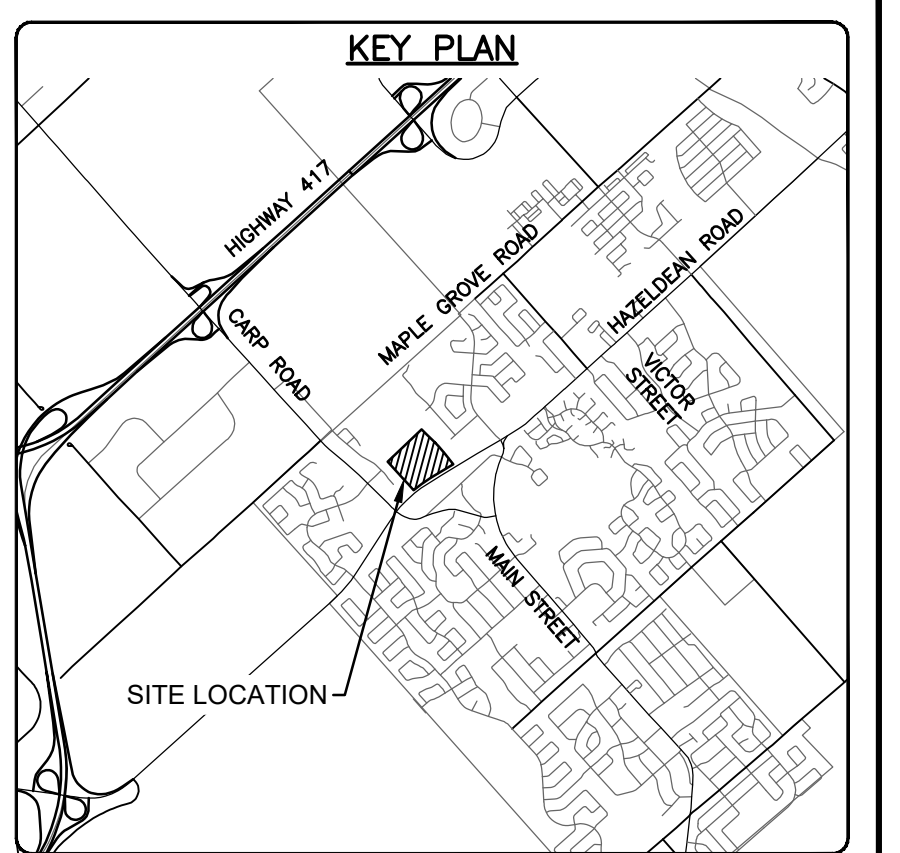 KEY PLAN
HIGHWAY 417
MAPLE GROVE ROAD
HAZELDEAN ROAD
CARP ROAD
VICTOR
STREET
MAIN STREET
SITE LOCATION